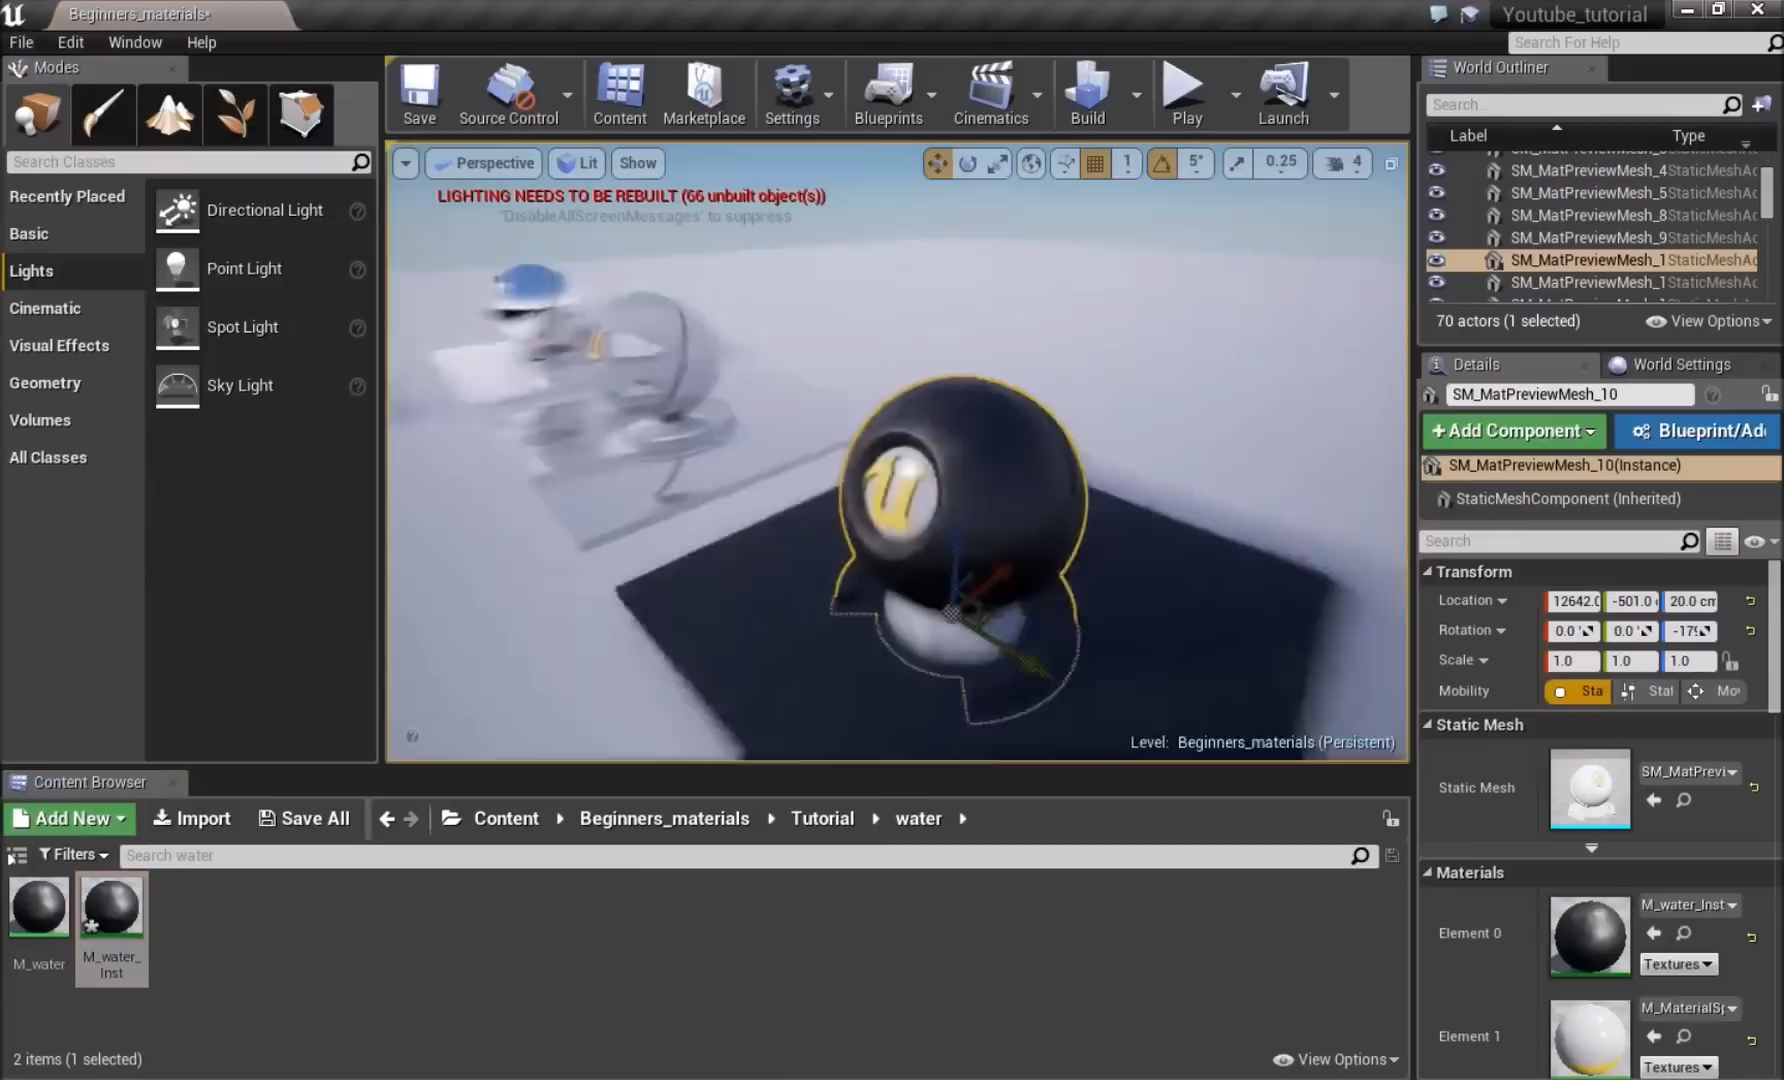 Beginners_materials*
Youtube_tutorial
File Edit Window Help
Search For Help
Modes
Search Classes
Recently Placed
Basic
Lights
Cinematic
Visual Effects
Geometry
Volumes
All Classes
Directional Light
Point Light
Spot Light
Sky Light
Save
Source Control
Content
Marketplace
Settings
Blueprints
Cinematics
Build
Play
Launch
Perspective
Lit
Show
1
5°
0.25
4
LIGHTING NEEDS TO BE REBUILT (66 unbuilt object(s))
'DisableAllScreenMessages' to suppress
Level: Beginners_materials (Persistent)
World Outliner
Search...
Label Type
SM_MatPreviewMesh_4 StaticMeshAc
SM_MatPreviewMesh_5 StaticMeshAc
SM_MatPreviewMesh_8 StaticMeshAc
SM_MatPreviewMesh_9 StaticMeshAc
SM_MatPreviewMesh_1 StaticMeshAc
SM_MatPreviewMesh_1 StaticMeshAc
70 actors (1 selected)
View Options
Details
World Settings
SM_MatPreviewMesh_10
+Add Component
Blueprint/Ad
SM_MatPreviewMesh_10(Instance)
StaticMeshComponent (Inherited)
Search
Transform
Location 12642.0 -501.0 20.0 cm
Rotation 0.0 ° 0.0 ° -179
Scale 1.0 1.0 1.0
Mobility Sta Stat Mov
Static Mesh
Static Mesh SM_MatPrevi
Materials
Element 0 M_water_Inst
Textures
Element 1 M_MaterialSp
Textures
Content Browser
Add New Import Save All Content Beginners_materials Tutorial water
Filters Search water
M_water
M_water_
Inst
2 items (1 selected)
View Options